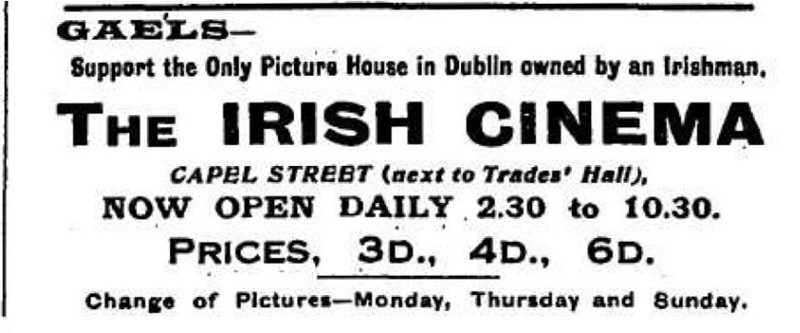 GAELS—
Support the Only Picture House in Dublin owned by an Irishman.
THE IRISH CINEMA
CAPEL STREET (next to Trades' Hall),
NOW OPEN DAILY 2.30 to 10.30.
PRICES, 3D., 4D., 6D.
Change of Pictures—Monday, Thursday and Sunday.